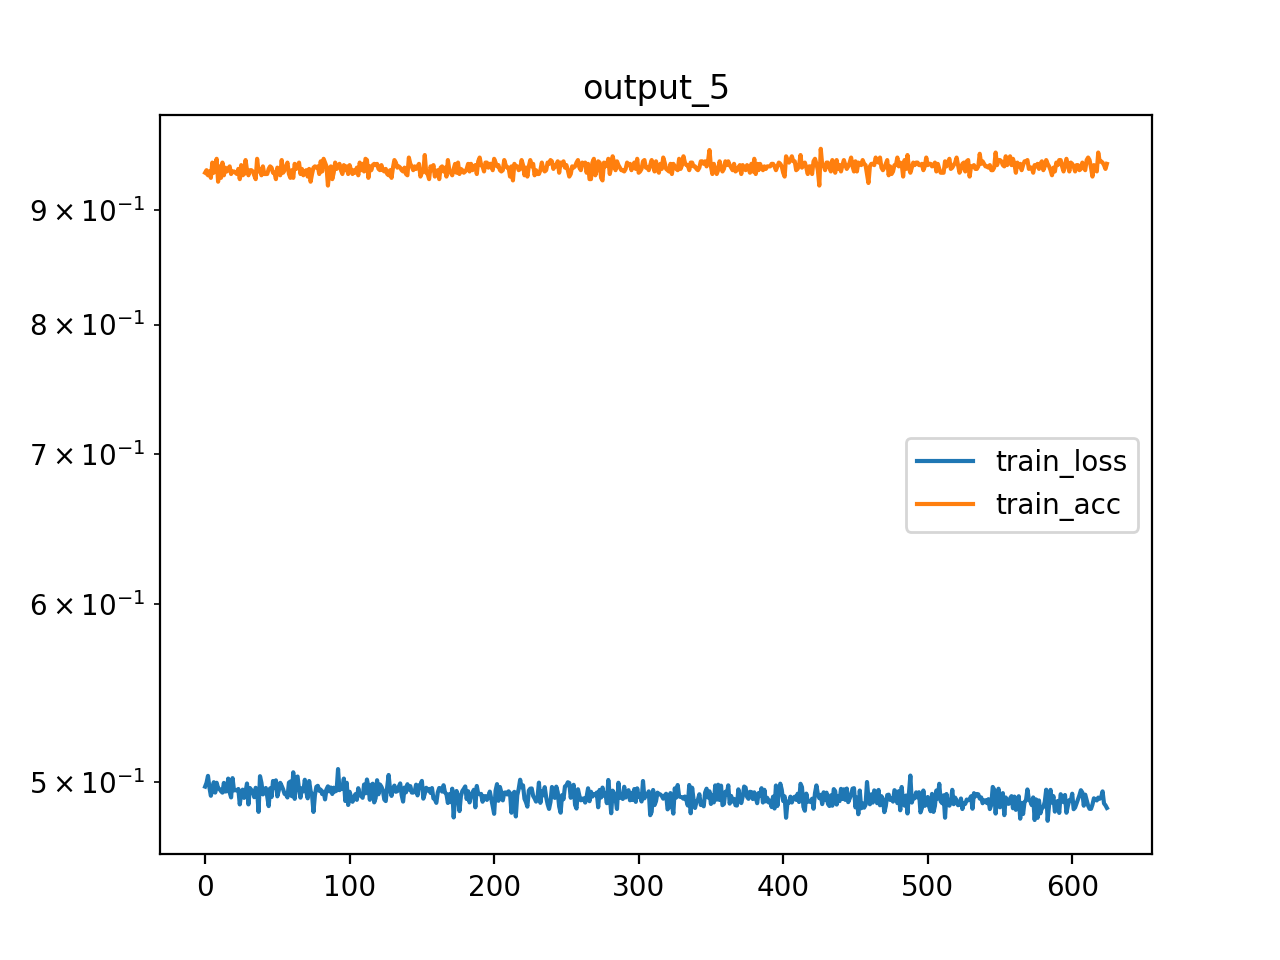 output_5
9 × 10⁻¹
8 × 10⁻¹
7 × 10⁻¹
6 × 10⁻¹
5 × 10⁻¹
train_loss
train_acc
0 100 200 300 400 500 600